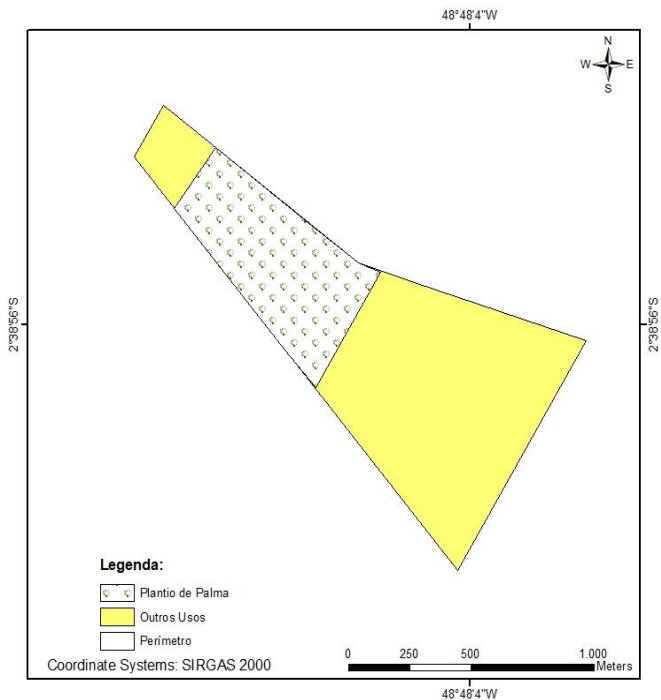 48°48'4"W
N
W E
S
2°38'56"S
2°38'56"S
Legenda:
Plantio de Palma
Outros Usos
Perímetro
Coordinate Systems: SIRGAS 2000
0 250 500 1.000
Meters
48°48'4"W